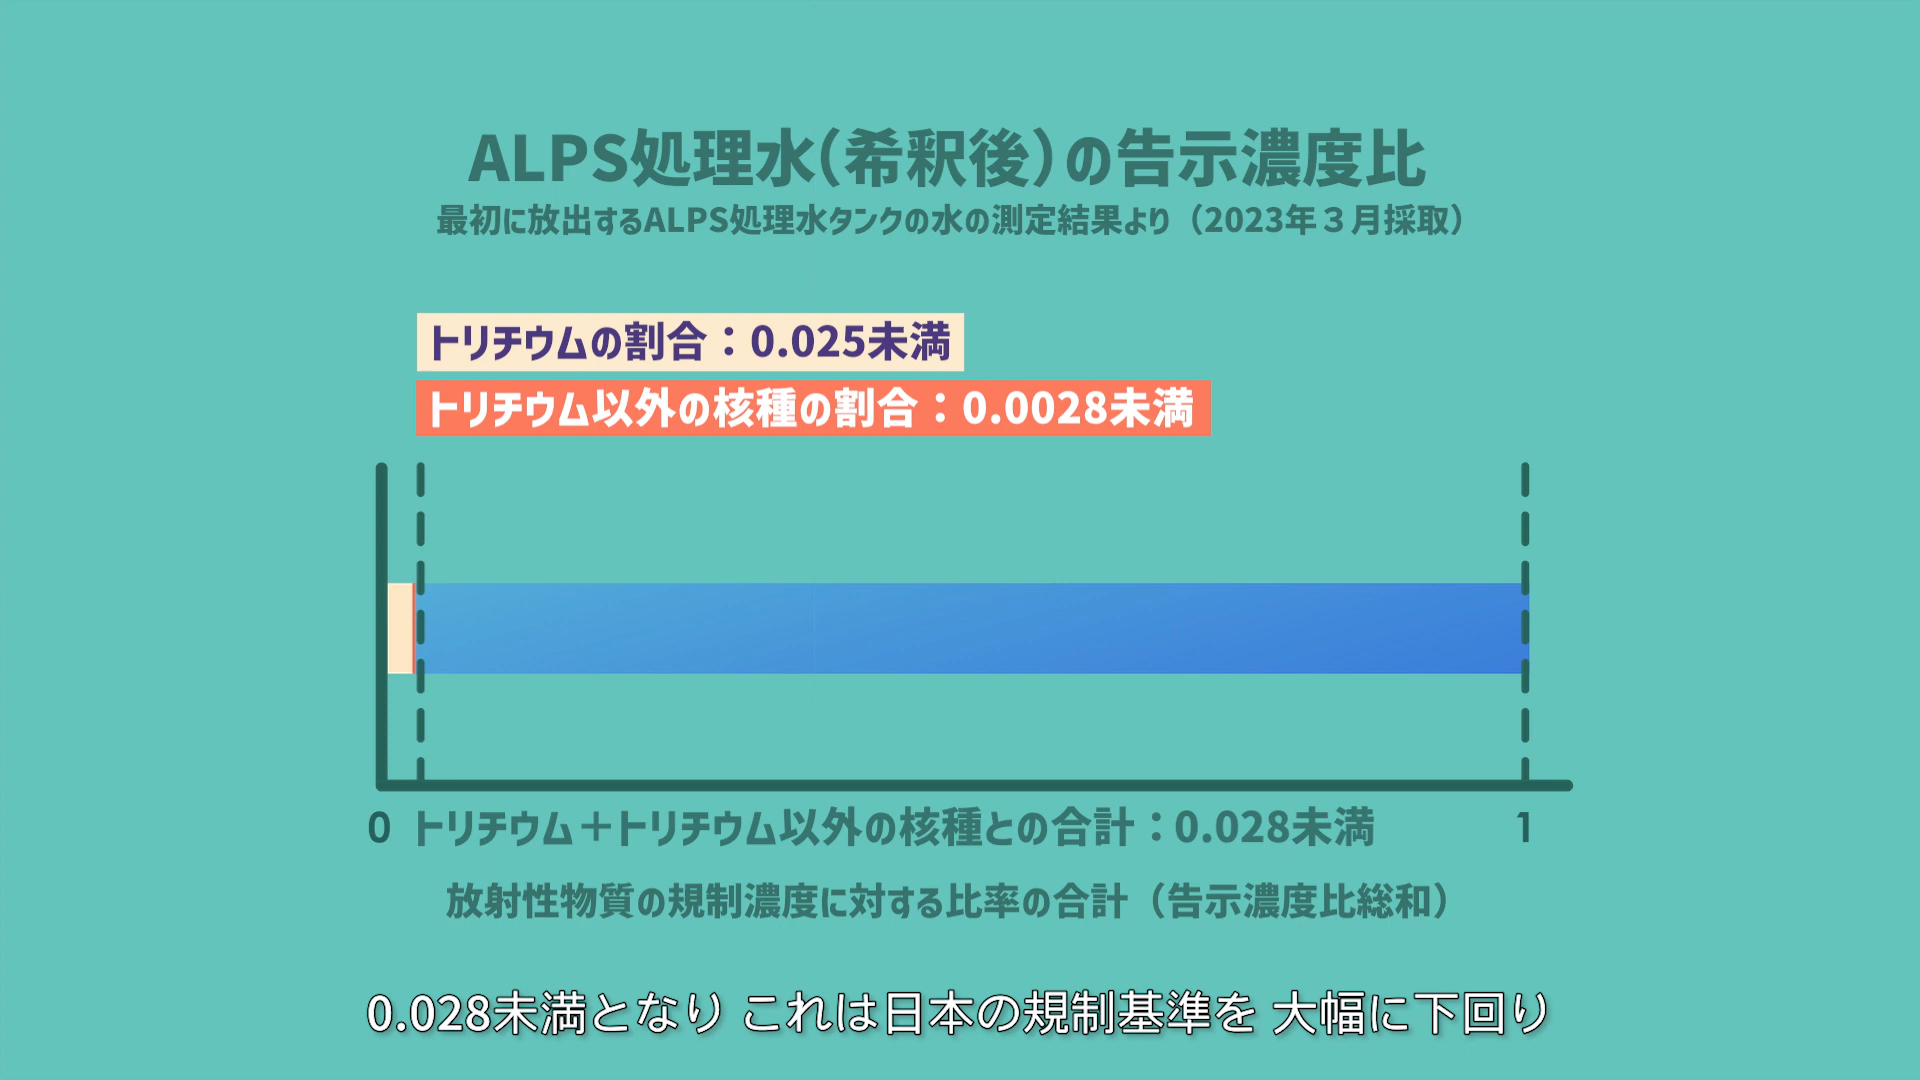 ALPS処理水(希釈後)の告示濃度比
最初に放出するALPS処理水タンクの水の測定結果より（2023年３月採取）
トリチウムの割合：0.025未満
トリチウム以外の核種の割合：0.0028未満
0 トリチウム＋トリチウム以外の核種との合計：0.028未満 1
放射性物質の規制濃度に対する比率の合計（告示濃度比総和）
0.028未満となり これは日本の規制基準を 大幅に下回り